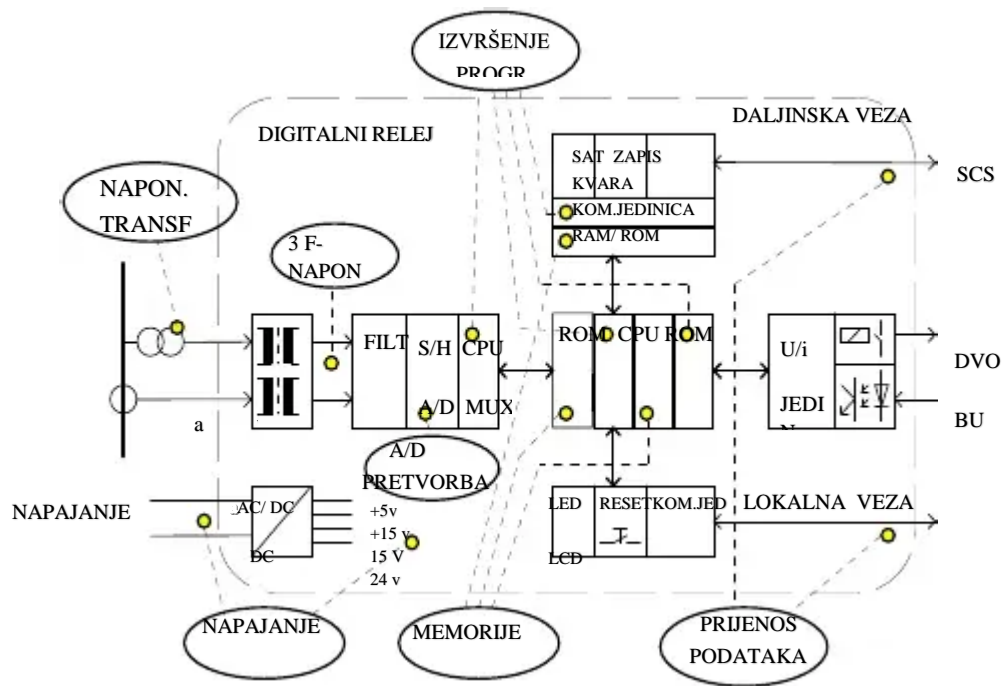 IZVRŠENJE
PROGR
DIGITALNI RELEJ
DALJINSKA VEZA
NAPON.
TRANSF
3 F-
NAPON
SAT ZAPIS
KVARA
KOM.JEDINICA
RAM/ ROM
SCS
FILT
S/H CPU
A/D MUX
ROM CPU ROM
U/i
JEDI
DVO
BU
a
A/D
PRETVORBA
NAPAJANJE
AC/ DC
DC
+5v
+15 v
15 V
24 v
LED RESETKOM.JED
LCD
LOKALNA VEZA
NAPAJANJE
MEMORIJE
PRIJENOS
PODATAKA